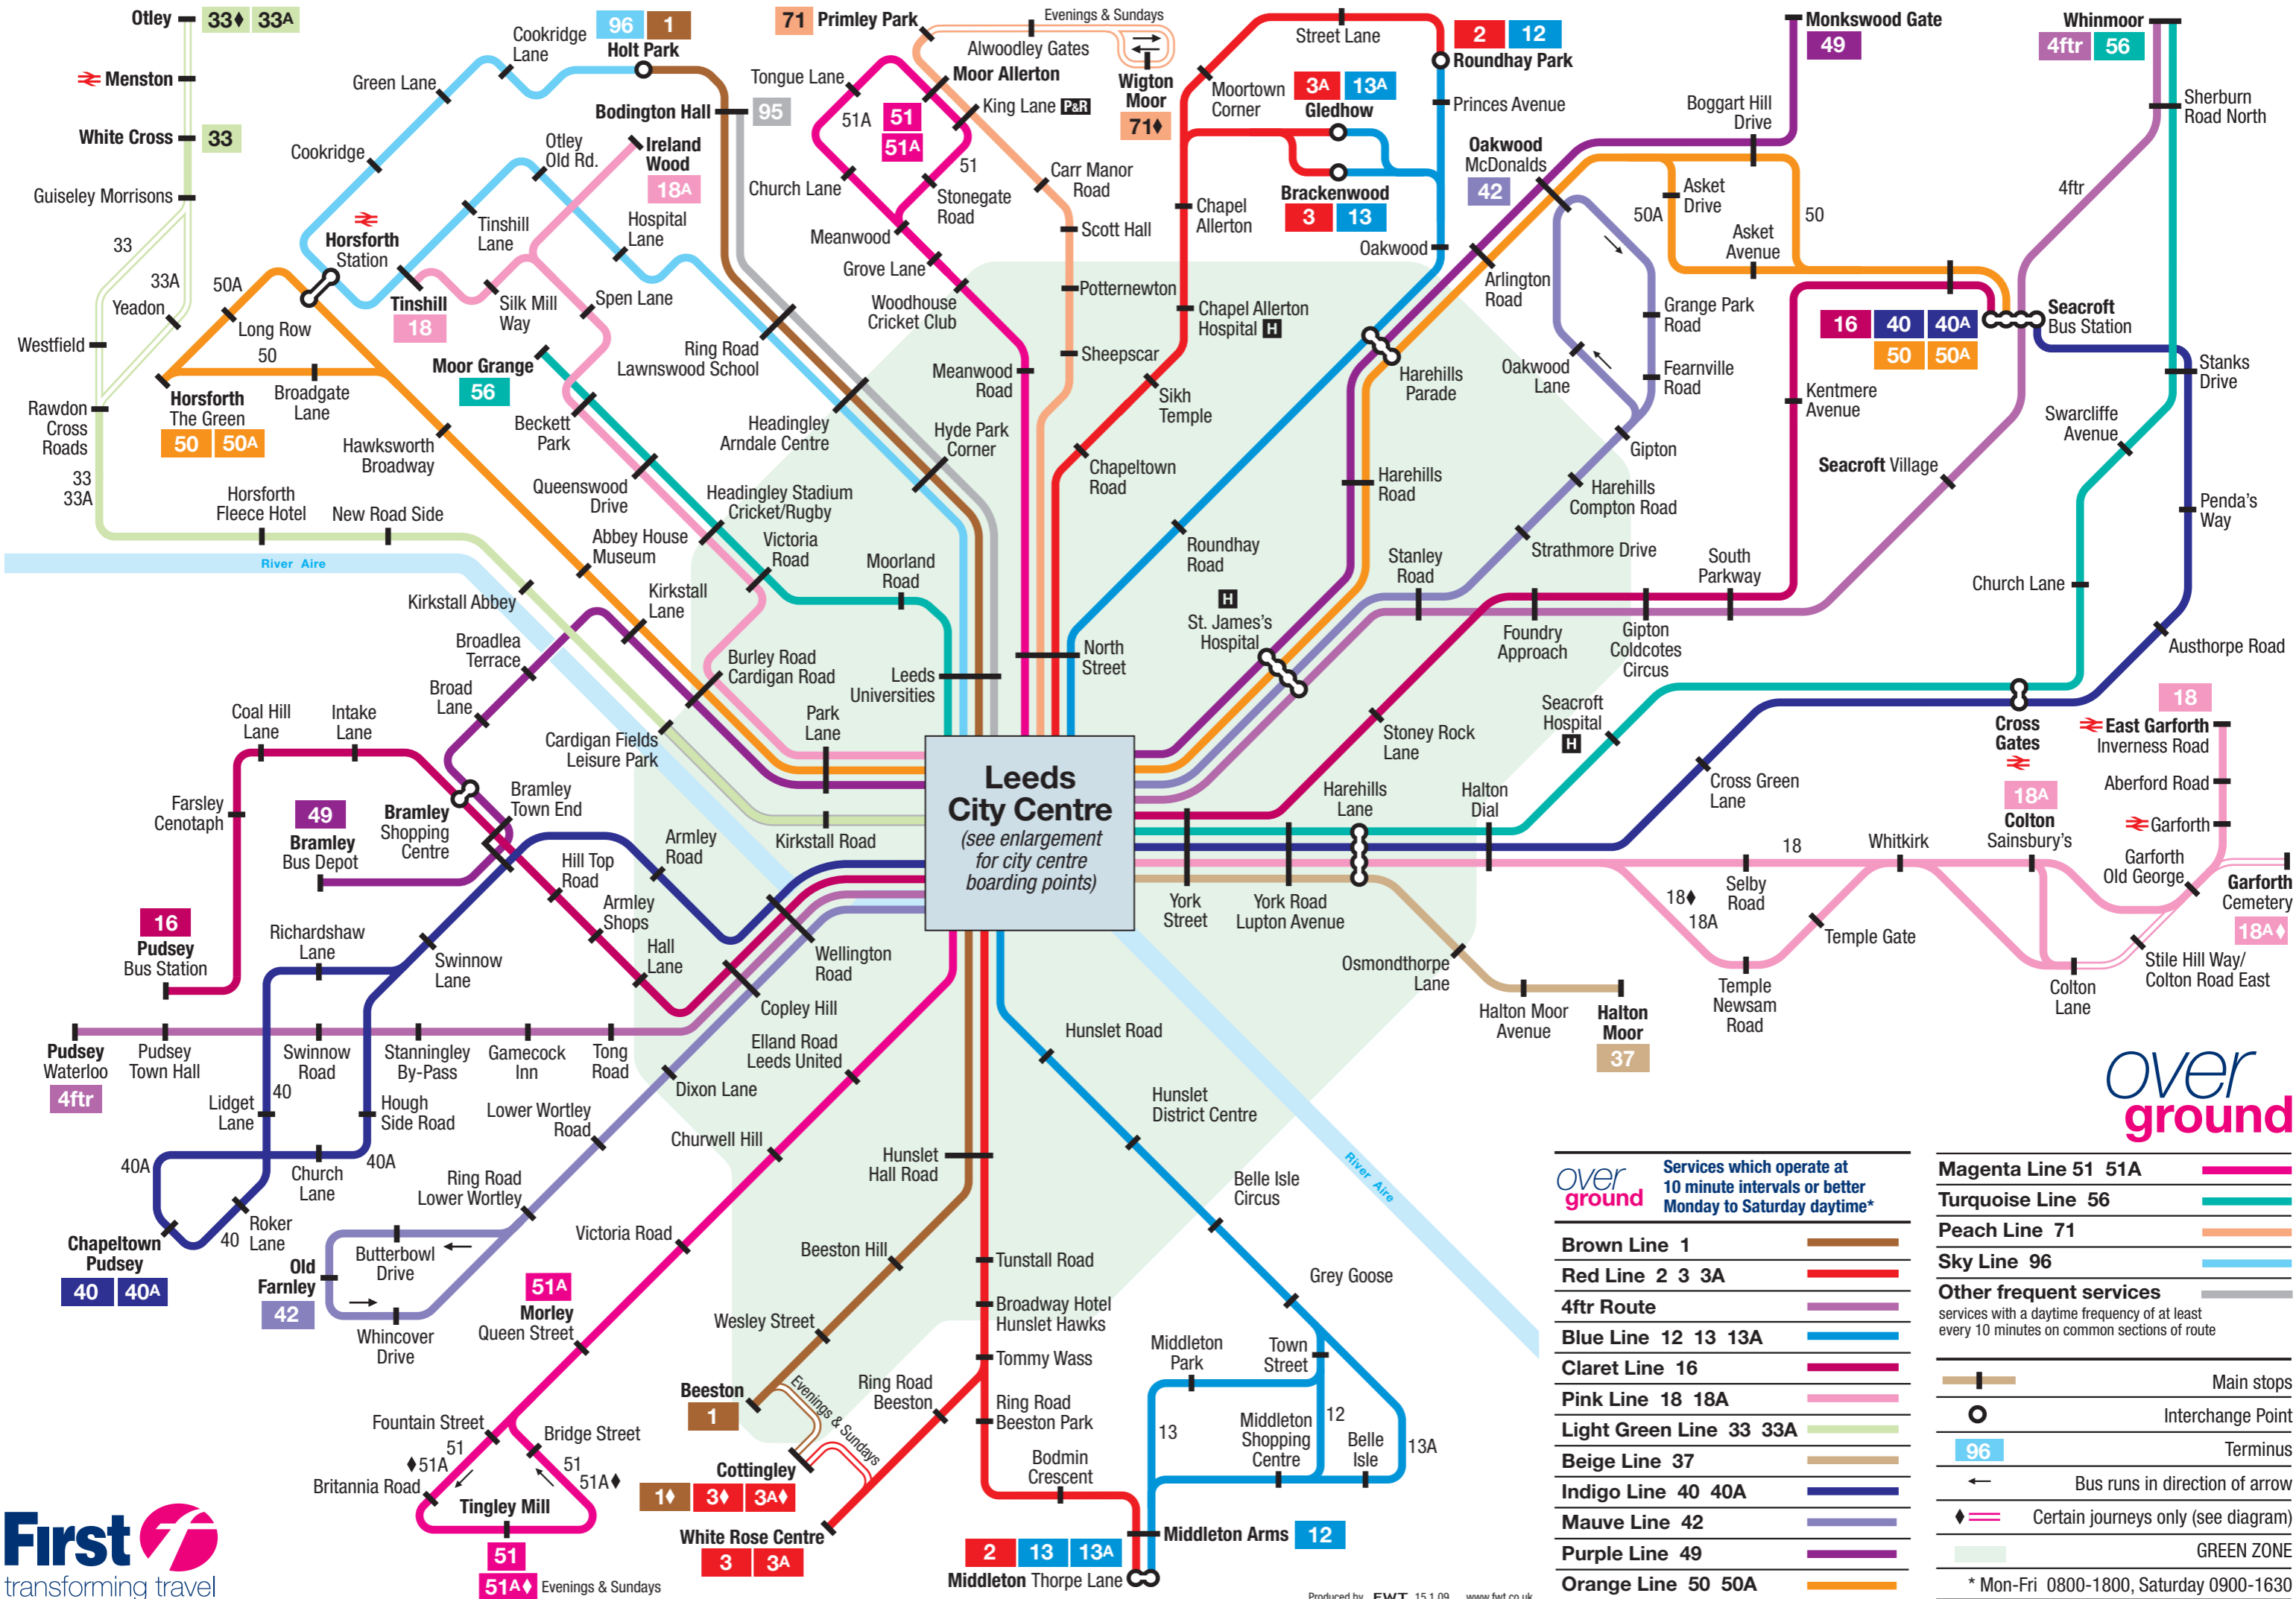 Otley
33♦ 33A
Menston
White Cross
33
Guiseley Morrisons
33
33A
Yeadon
Westfield
Rawdon
Cross
Roads
33
33A
Horsforth
Fleece Hotel
New Road Side
River Aire
Kirkstall Abbey
Cardigan Fields
Leisure Park
Kirkstall Road
96 1
Holt Park
Cookridge
Lane
Green Lane
Cookridge
Horsforth
Station
Otley
Old Rd.
Tinshill
Lane
Hospital
Lane
Ireland
Wood
18A
Tinshill
18
Silk Mill
Way
Spen Lane
Bodington Hall
95
Ring Road
Lawnswood School
Headingley
Arndale Centre
Hyde Park
Corner
Moor Grange
56
Beckett
Park
Queenswood
Drive
Headingley Stadium
Cricket/Rugby
Victoria
Road
Moorland
Road
Leeds
Universities
50A
Long Row
50
Broadgate
Lane
Horsforth
The Green
50 50A
Hawksworth
Broadway
Abbey House
Museum
Kirkstall
Lane
Burley Road
Cardigan Road
Park
Lane
71 Primley Park
Evenings & Sundays
Alwoodley Gates
Wigton
Moor
71♦
Moor Allerton
King Lane P&R
Tongue Lane
51A
51
51A
51
Church Lane
Stonegate
Road
Meanwood
Grove Lane
Woodhouse
Cricket Club
Meanwood
Road
Carr Manor
Road
Scott Hall
Potternewton
Sheepscar
Street Lane
Moortown
Corner
2 12
Roundhay Park
Princes Avenue
3A 13A
Gledhow
Brackenwood
3 13
Chapel
Allerton
Oakwood
Chapel Allerton
Hospital H
Sikh
Temple
Chapeltown
Road
North
Street
Roundhay
Road
Harehills
Parade
Harehills
Road
H
St. James's
Hospital
Monkswood Gate
49
Boggart Hill
Drive
Oakwood
McDonalds
42
Arlington
Road
Asket
Drive
50A
50
Asket
Avenue
Grange Park
Road
Oakwood
Lane
Fearnville
Road
Gipton
Harehills
Compton Road
Strathmore Drive
Stanley
Road
Whinmoor
4ftr 56
Sherburn
Road North
4ftr
Seacroft
Bus Station
16 40 40A
50 50A
Kentmere
Avenue
Seacroft Village
Stanks
Drive
Swarcliffe
Avenue
Penda's
Way
Church Lane
Austhorpe Road
South
Parkway
Foundry
Approach
Gipton
Coldcotes
Circus
Stoney Rock
Lane
Seacroft
Hospital
H
Cross
Gates
Cross Green
Lane
Leeds
City Centre
(see enlargement
for city centre
boarding points)
York
Street
York Road
Lupton Avenue
Harehills
Lane
Halton
Dial
Osmondthorpe
Lane
Halton Moor
Avenue
Halton
Moor
37
18
East Garforth
Inverness Road
Aberford Road
Garforth
18A
Colton
Sainsbury's
Whitkirk
18
Selby
Road
18♦
18A
Temple Gate
Temple
Newsam
Road
Garforth
Old George
Garforth
Cemetery
18A♦
Stile Hill Way/
Colton Road East
Colton
Lane
Broadlea
Terrace
Broad
Lane
Coal Hill
Lane
Intake
Lane
Farsley
Cenotaph
49
Bramley
Bus Depot
Bramley
Shopping
Centre
Bramley
Town End
16
Pudsey
Bus Station
Hill Top
Road
Armley
Shops
Hall
Lane
Armley
Road
Wellington
Road
Copley Hill
Richardshaw
Lane
Swinnow
Lane
Pudsey
Waterloo
4ftr
Pudsey
Town Hall
Swinnow
Road
Stanningley
By-Pass
Gamecock
Inn
Tong
Road
Lidget
Lane
40
Hough
Side Road
40A
Church
Lane
40A
Roker
Lane
40
Chapeltown
Pudsey
40 40A
Dixon Lane
Lower Wortley
Road
Ring Road
Lower Wortley
Butterbowl
Drive
Old
Farnley
42
Whincover
Drive
Elland Road
Leeds United
Churwell Hill
Victoria Road
51A
Morley
Queen Street
Fountain Street
51
♦51A
Britannia Road
Bridge Street
51
51A♦
Tingley Mill
51
51A♦ Evenings & Sundays
Hunslet
Hall Road
Beeston Hill
Wesley Street
Beeston
1
Evenings & Sundays
Cottingley
1♦ 3♦ 3A♦
White Rose Centre
3 3A
Tunstall Road
Broadway Hotel
Hunslet Hawks
Tommy Wass
Ring Road
Beeston
Ring Road
Beeston Park
Bodmin
Crescent
2 13 13A
Middleton Thorpe Lane
Middleton Arms 12
Hunslet Road
Hunslet
District Centre
Belle Isle
Circus
Grey Goose
Town
Street
Middleton
Park
13
12
Middleton
Shopping
Centre
Belle
Isle
13A
River Aire
over
ground
over
ground
Services which operate at
10 minute intervals or better
Monday to Saturday daytime*
Brown Line 1
Red Line 2 3 3A
4ftr Route
Blue Line 12 13 13A
Claret Line 16
Pink Line 18 18A
Light Green Line 33 33A
Beige Line 37
Indigo Line 40 40A
Mauve Line 42
Purple Line 49
Orange Line 50 50A
Magenta Line 51 51A
Turquoise Line 56
Peach Line 71
Sky Line 96
Other frequent services
services with a daytime frequency of at least
every 10 minutes on common sections of route
Main stops
Interchange Point
96 Terminus
Bus runs in direction of arrow
♦ Certain journeys only (see diagram)
GREEN ZONE
* Mon-Fri 0800-1800, Saturday 0900-1630
First
transforming travel
Produced by FWT 15.1.09 www.fwt.co.uk